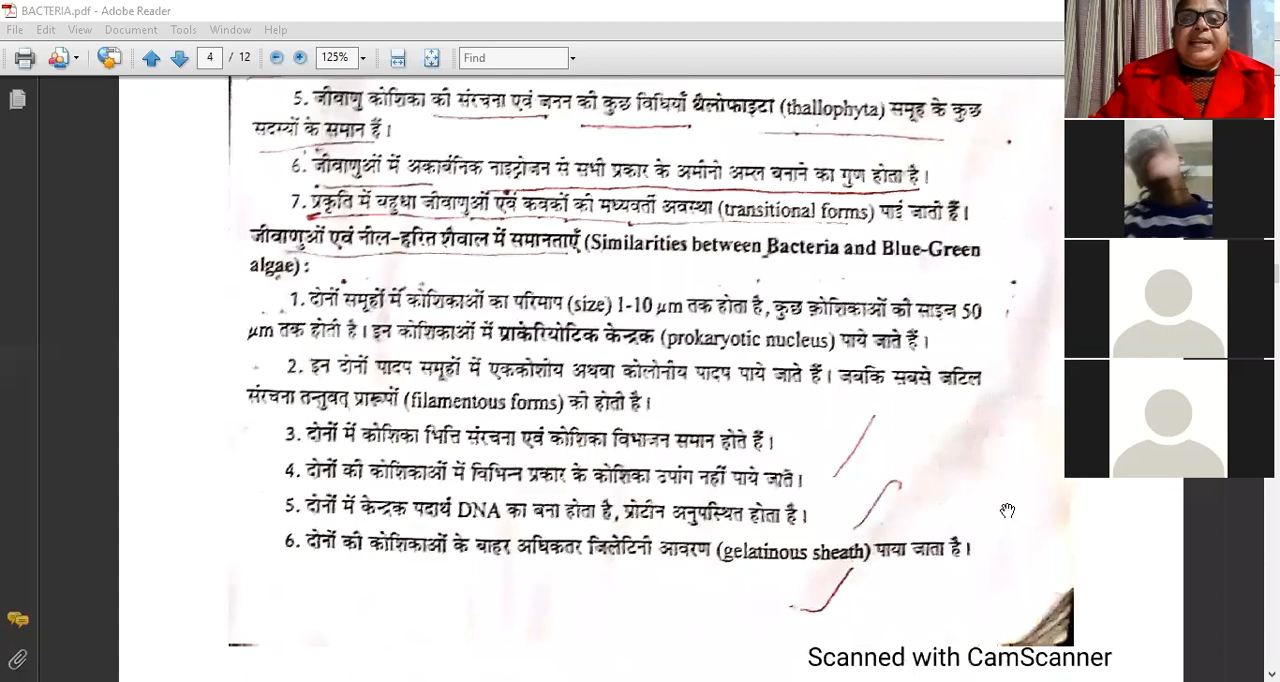 BACTERIA.pdf - Adobe Reader
File Edit View Document Tools Window Help
4 / 12 125% Find
5. जीवाणु कोशिका की संरचना एवं जनन की कुछ विधियाँ थैलोफाइटा (thallophyta) समूह के कुछ
सदस्यों के समान हैं।
6. जीवाणुओं में अकार्बनिक नाइट्रोजन से सभी प्रकार के अमीनो अम्ल बनाने का गुण होता है।
7. प्रकृति में बहुधा जीवाणुओं एवं कवकों की मध्यवर्ती अवस्था (transitional forms) पाई जाती हैं।
जीवाणुओं एवं नील-हरित शैवाल में समानताएँ (Similarities between Bacteria and Blue-Green
algae) :
1. दोनों समूहों में कोशिकाओं का परिमाप (size) 1-10 μm तक होता है, कुछ कोशिकाओं की साइज 50
μm तक होती है। इन कोशिकाओं में प्राकेरियोटिक केन्द्रक (prokaryotic nucleus) पाये जाते हैं।
2. इन दोनों पादप समूहों में एककोशीय अथवा कोलोनीय पादप पाये जाते हैं। जबकि सबसे जटिल
संरचना तन्तुवत् प्रारूपों (filamentous forms) की होती है।
3. दोनों में कोशिका भित्ति संरचना एवं कोशिका विभाजन समान होते हैं।
4. दोनों की कोशिकाओं में विभिन्न प्रकार के कोशिका उपांग नहीं पाये जाते।
5. दोनों में केन्द्रक पदार्थ DNA का बना होता है, प्रोटीन अनुपस्थित होता है।
6. दोनों की कोशिकाओं के बाहर अधिकतर जिलेटिनी आवरण (gelatinous sheath) पाया जाता है।
Scanned with CamScanner